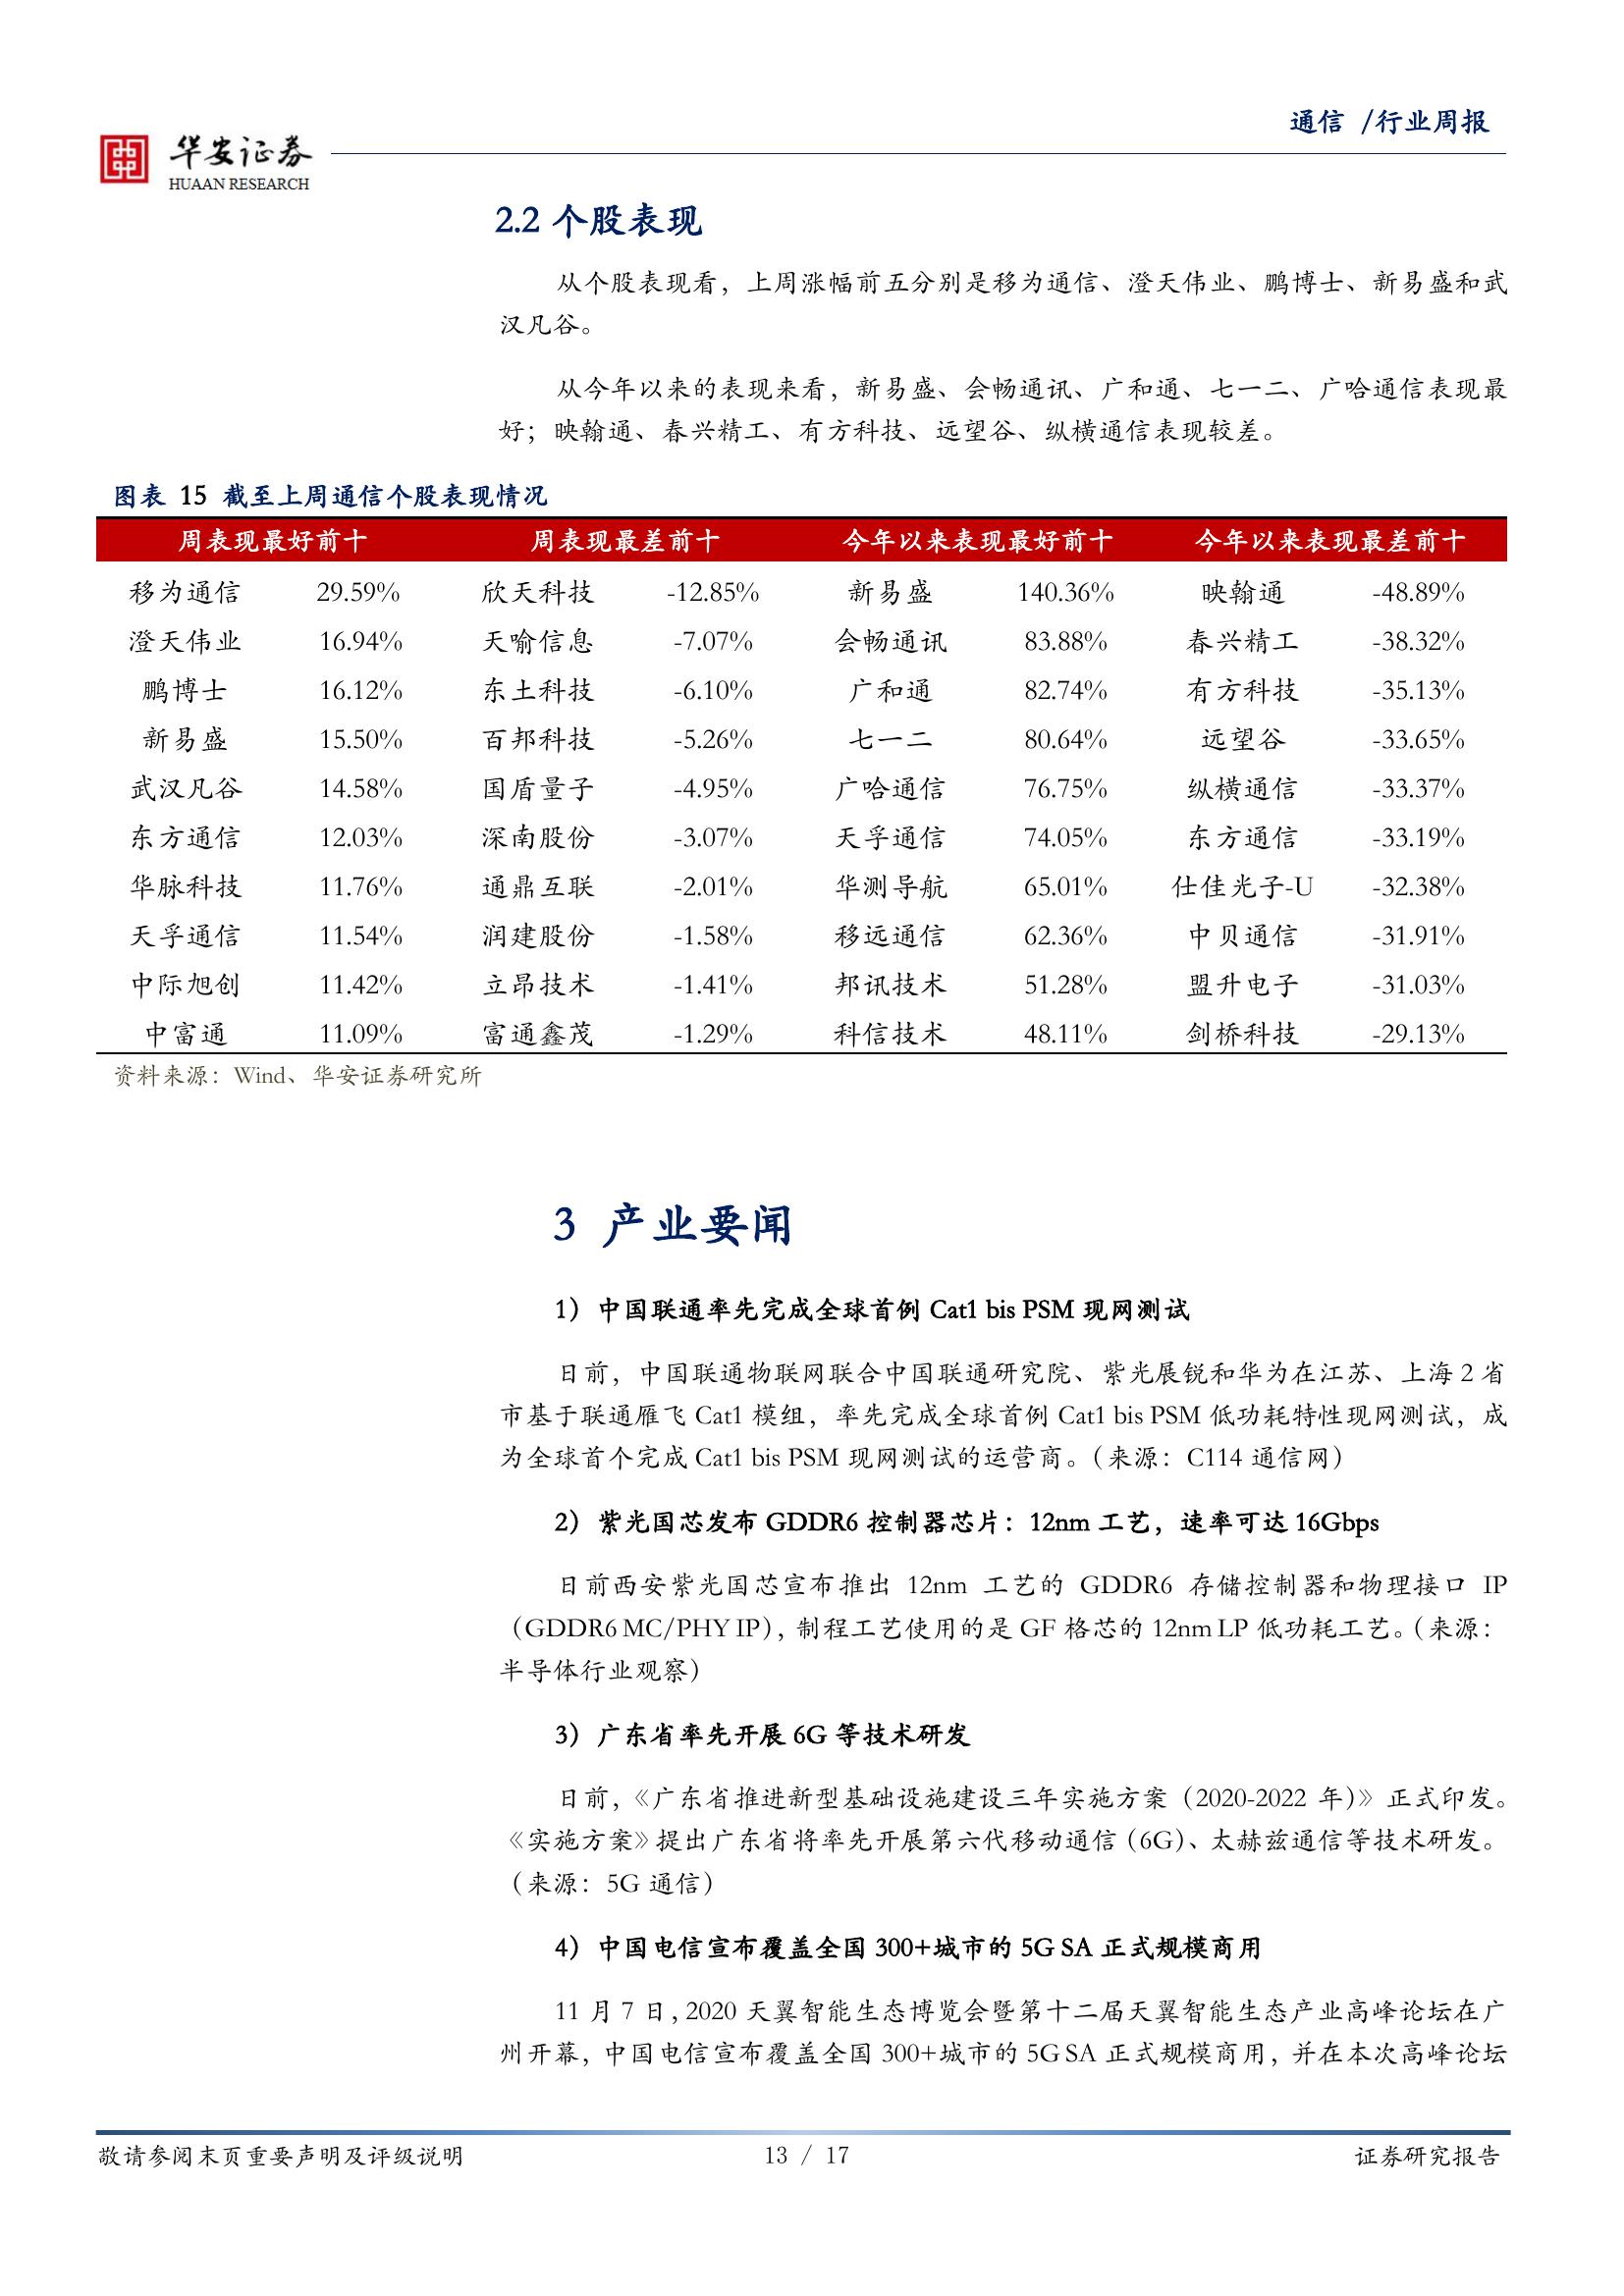 通信 /行业周报
华安证券
HUAAN RESEARCH
2.2 个股表现
从个股表现看，上周涨幅前五分别是移为通信、澄天伟业、鹏博士、新易盛和武
汉凡谷。
从今年以来的表现来看，新易盛、会畅通讯、广和通、七一二、广哈通信表现最
好；映翰通、春兴精工、有方科技、远望谷、纵横通信表现较差。
图表 15 截至上周通信个股表现情况
周表现最好前十 周表现最差前十 今年以来表现最好前十 今年以来表现最差前十
移为通信 29.59% 欣天科技 -12.85% 新易盛 140.36% 映翰通 -48.89%
澄天伟业 16.94% 天喻信息 -7.07% 会畅通讯 83.88% 春兴精工 -38.32%
鹏博士 16.12% 东土科技 -6.10% 广和通 82.74% 有方科技 -35.13%
新易盛 15.50% 百邦科技 -5.26% 七一二 80.64% 远望谷 -33.65%
武汉凡谷 14.58% 国盾量子 -4.95% 广哈通信 76.75% 纵横通信 -33.37%
东方通信 12.03% 深南股份 -3.07% 天孚通信 74.05% 东方通信 -33.19%
华脉科技 11.76% 通鼎互联 -2.01% 华测导航 65.01% 仕佳光子-U -32.38%
天孚通信 11.54% 润建股份 -1.58% 移远通信 62.36% 中贝通信 -31.91%
中际旭创 11.42% 立昂技术 -1.41% 邦讯技术 51.28% 盟升电子 -31.03%
中富通 11.09% 富通鑫茂 -1.29% 科信技术 48.11% 剑桥科技 -29.13%
资料来源：Wind、华安证券研究所
3 产业要闻
1）中国联通率先完成全球首例 Cat1 bis PSM 现网测试
日前，中国联通物联网联合中国联通研究院、紫光展锐和华为在江苏、上海 2 省
市基于联通雁飞 Cat1 模组，率先完成全球首例 Cat1 bis PSM 低功耗特性现网测试，成
为全球首个完成 Cat1 bis PSM 现网测试的运营商。（来源：C114 通信网）
2）紫光国芯发布 GDDR6 控制器芯片：12nm 工艺，速率可达 16Gbps
日前西安紫光国芯宣布推出 12nm 工艺的 GDDR6 存储控制器和物理接口 IP
（GDDR6 MC/PHY IP），制程工艺使用的是 GF 格芯的 12nm LP 低功耗工艺。（来源：
半导体行业观察）
3）广东省率先开展 6G 等技术研发
日前，《广东省推进新型基础设施建设三年实施方案（2020-2022 年）》正式印发。
《实施方案》提出广东省将率先开展第六代移动通信（6G）、太赫兹通信等技术研发。
（来源：5G 通信）
4）中国电信宣布覆盖全国 300+城市的 5G SA 正式规模商用
11 月 7 日，2020 天翼智能生态博览会暨第十二届天翼智能生态产业高峰论坛在广
州开幕，中国电信宣布覆盖全国 300+城市的 5G SA 正式规模商用，并在本次高峰论坛
敬请参阅末页重要声明及评级说明 13 / 17 证券研究报告